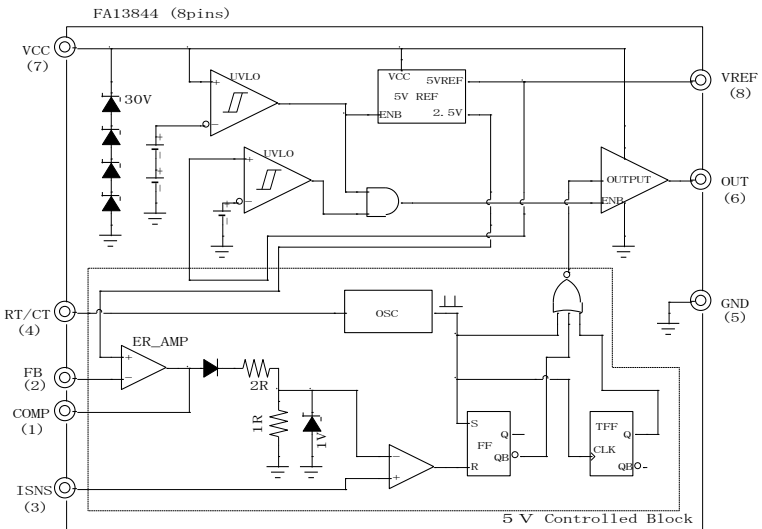 FA13844 (8pins)
VCC
(7)
30V
UVLO
+
−
UVLO
+
−
VCC
5VREF
5V REF
2.5V
ENB
VREF
(8)
OUTPUT
ENB
OUT
(6)
GND
(5)
RT/CT
(4)
OSC
ER_AMP
+
−
FB
(2)
COMP
(1)
2R
1R
1V
−
+
S
FF
R
Q
QB
TFF
CLK
Q
QB
ISNS
(3)
5 V Controlled Block